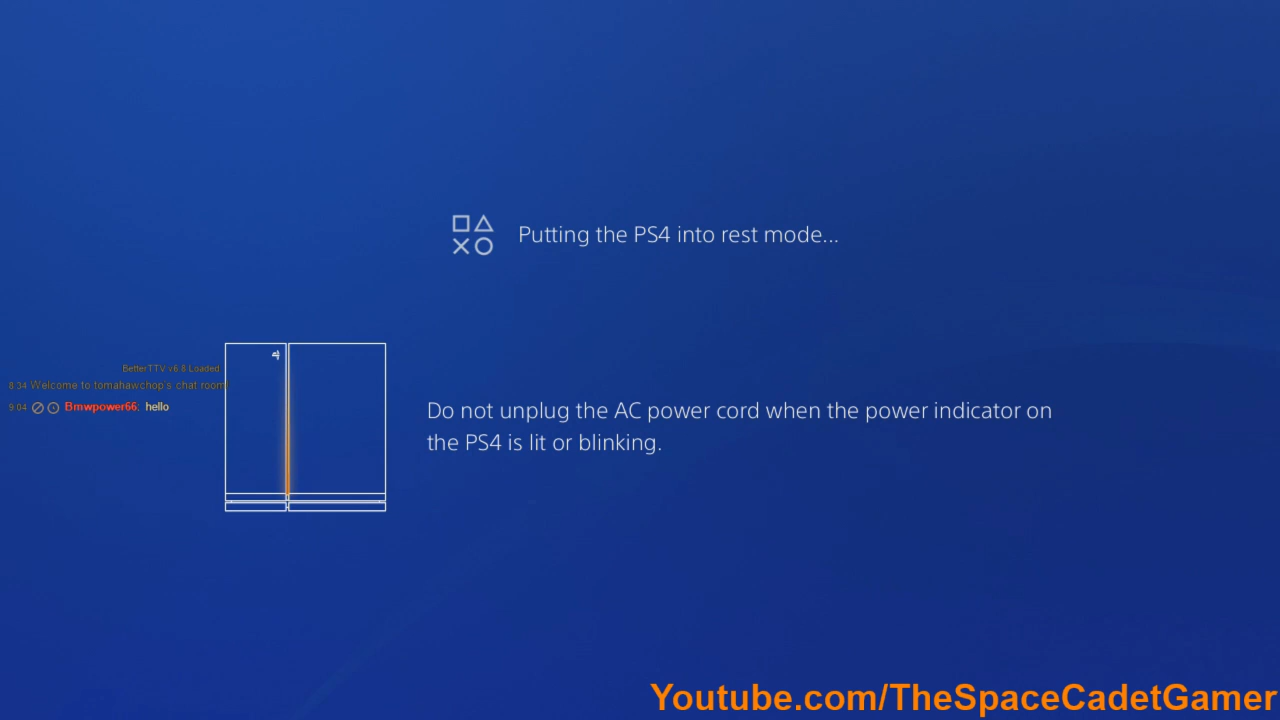 Putting the PS4 into rest mode...
BetterTTV v6.8 Loaded
8:34 Welcome to tomahawchop's chat room!
9:04 Bmwpower66: hello
Do not unplug the AC power cord when the power indicator on
the PS4 is lit or blinking.
Youtube.com/TheSpaceCadetGamer